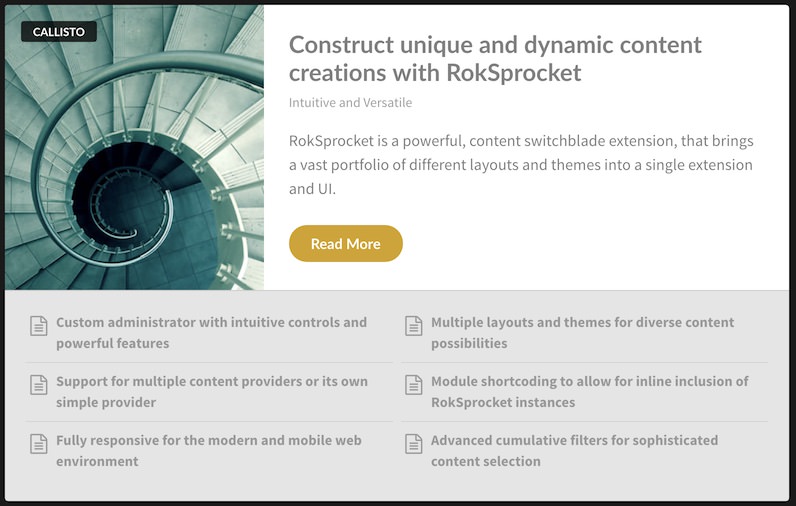 CALLISTO
Construct unique and dynamic content
creations with RokSprocket
Intuitive and Versatile
RokSprocket is a powerful, content switchblade extension, that brings
a vast portfolio of different layouts and themes into a single extension
and UI.
Read More
Custom administrator with intuitive controls and
powerful features
Multiple layouts and themes for diverse content
possibilities
Support for multiple content providers or its own
simple provider
Module shortcoding to allow for inline inclusion of
RokSprocket instances
Fully responsive for the modern and mobile web
environment
Advanced cumulative filters for sophisticated
content selection